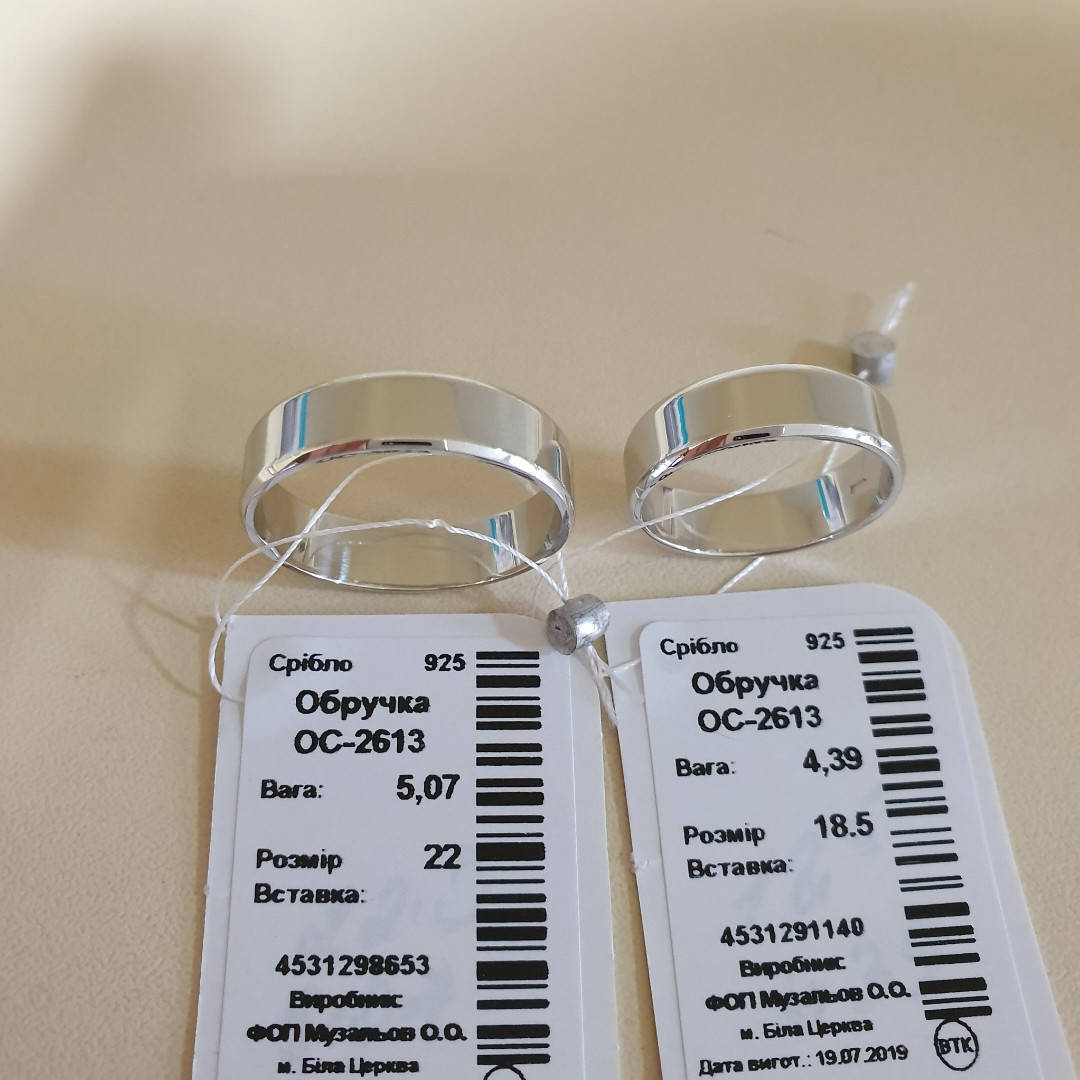 Срібло 925
Обручка
ОС-2613
Вага: 5,07
Розмір 22
Вставка:
4531298653
Виробник:
ФОП Музальов О.О.
м. Біла Церква
Срібло 925
Обручка
ОС-2613
Вага: 4,39
Розмір 18.5
Вставка:
4531291140
Виробник:
ФОП Музальов О.О.
м. Біла Церква
Дата вигот.: 19.07.2019
ВТК